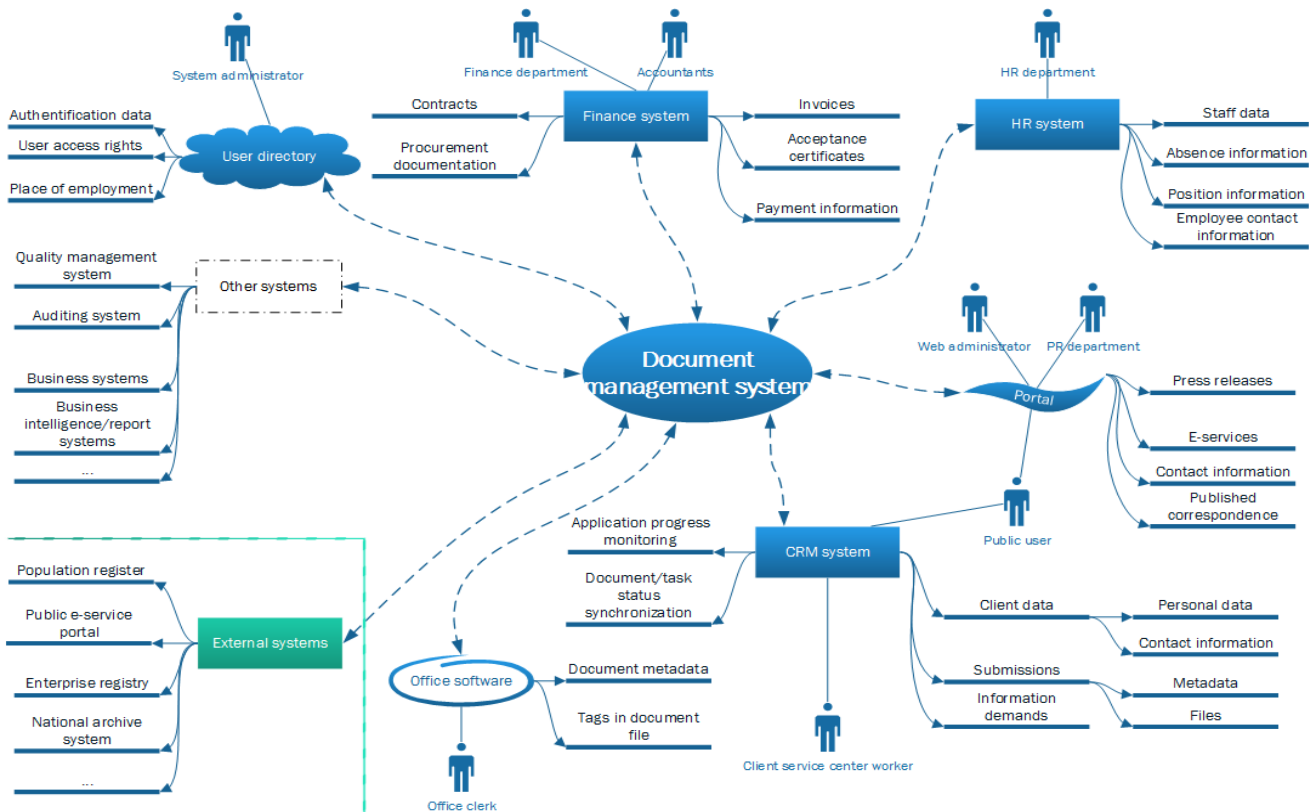 System administrator
Finance department
Accountants
HR department
Authentification data
User access rights
Place of employment
User directory
Contracts
Procurement
documentation
Finance system
Invoices
Acceptance
certificates
Payment information
HR system
Staff data
Absence information
Position information
Employee contact
information
Quality management
system
Auditing system
Business systems
Business
intelligence/report
systems
...
Other systems
Document
management system
Web administrator
PR department
Portal
Press releases
E-services
Contact information
Published
correspondence
Public user
Population register
Public e-service
portal
Enterprise registry
National archive
system
...
External systems
Application progress
monitoring
Document/task
status
synchronization
CRM system
Client data
Personal data
Contact information
Submissions
Metadata
Files
Information
demands
Office software
Document metadata
Tags in document
file
Office clerk
Client service center worker